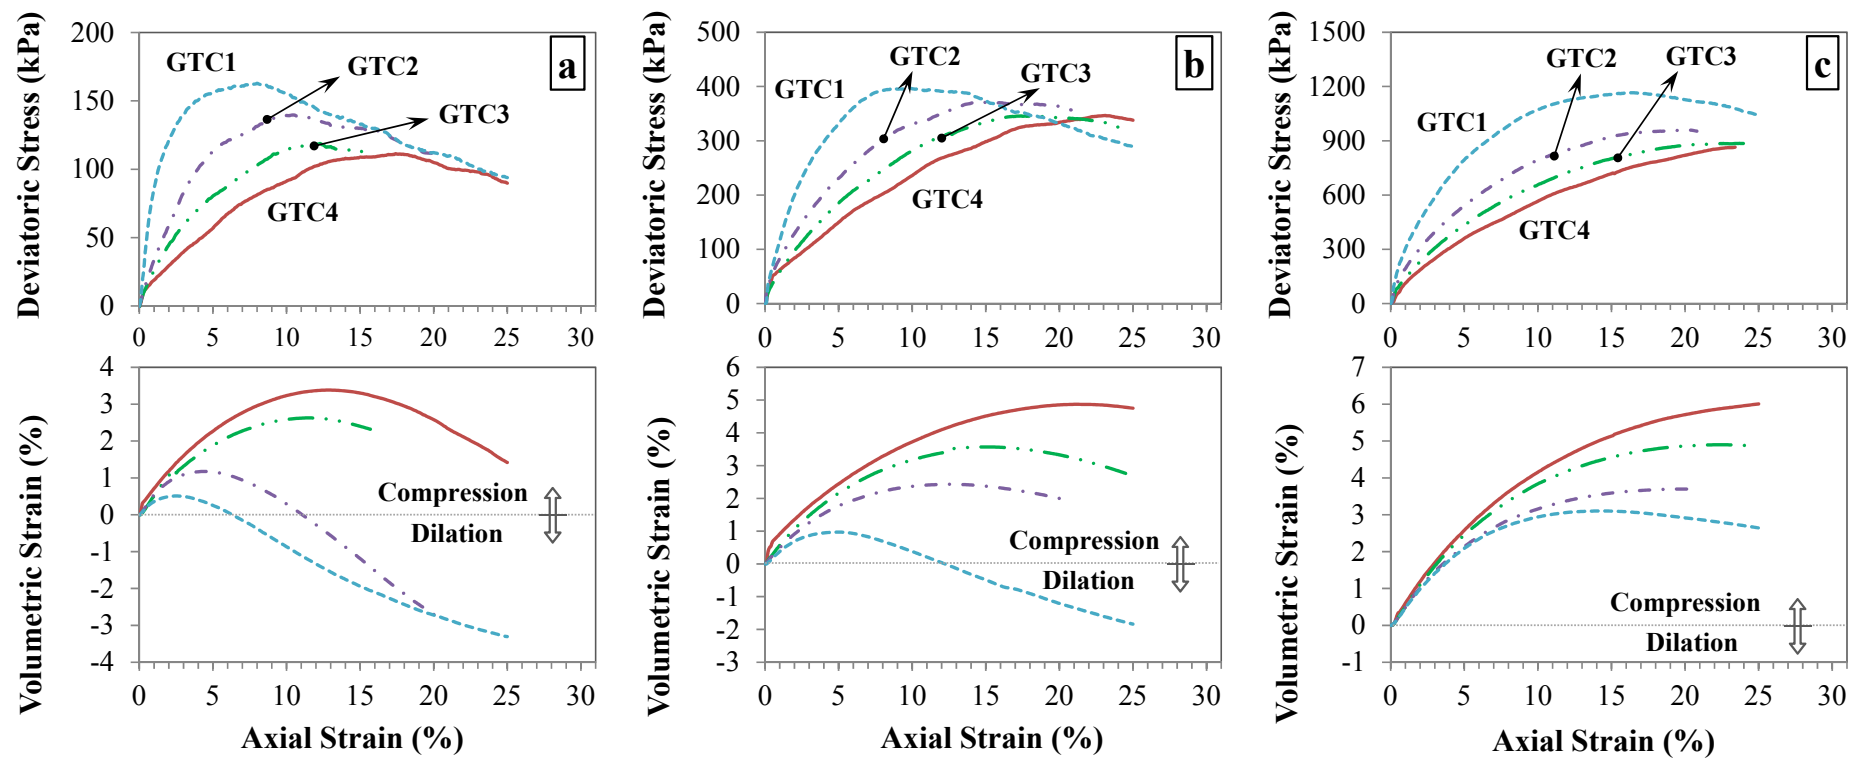 Deviatoric Stress (kPa)
200
150
100
50
0
0 5 10 15 20 25 30
GTC1
GTC2
GTC3
GTC4
a
Deviatoric Stress (kPa)
500
400
300
200
100
0
0 5 10 15 20 25 30
GTC1
GTC2
GTC3
GTC4
b
Deviatoric Stress (kPa)
1500
1200
900
600
300
0
0 5 10 15 20 25 30
GTC1
GTC2
GTC3
GTC4
c
Volumetric Strain (%)
4
3
2
1
0
-1
-2
-3
-4
0 5 10 15 20 25 30
Compression
Dilation
Axial Strain (%)
Volumetric Strain (%)
6
5
4
3
2
1
0
-1
-2
-3
0 5 10 15 20 25 30
Compression
Dilation
Axial Strain (%)
Volumetric Strain (%)
7
6
5
4
3
2
1
0
-1
0 5 10 15 20 25 30
Compression
Dilation
Axial Strain (%)